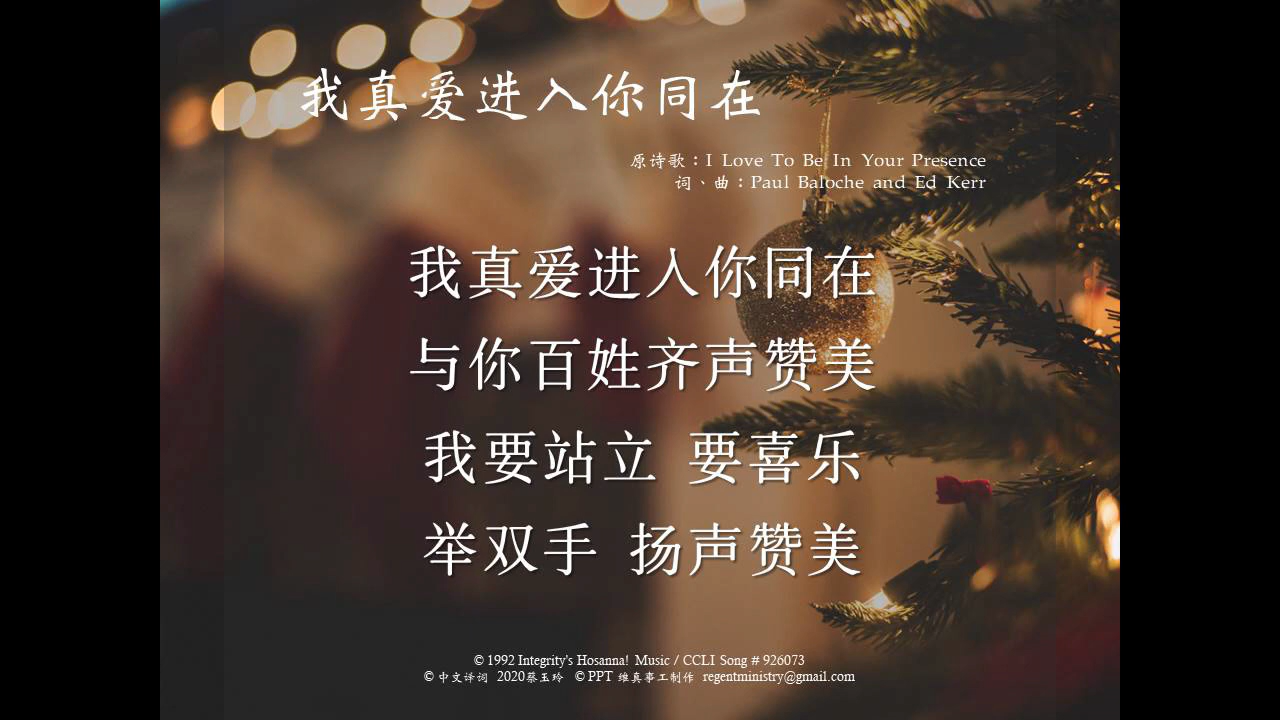 我真爱进入你同在
原诗歌：I Love To Be In Your Presence
词、曲：Paul Baloche and Ed Kerr
我真爱进入你同在
与你百姓齐声赞美
我要站立 要喜乐
举双手 扬声赞美
© 1992 Integrity's Hosanna! Music / CCLI Song # 926073
© 中文译词 2020蔡玉玲 © PPT 维真事工制作 regentministry@gmail.com